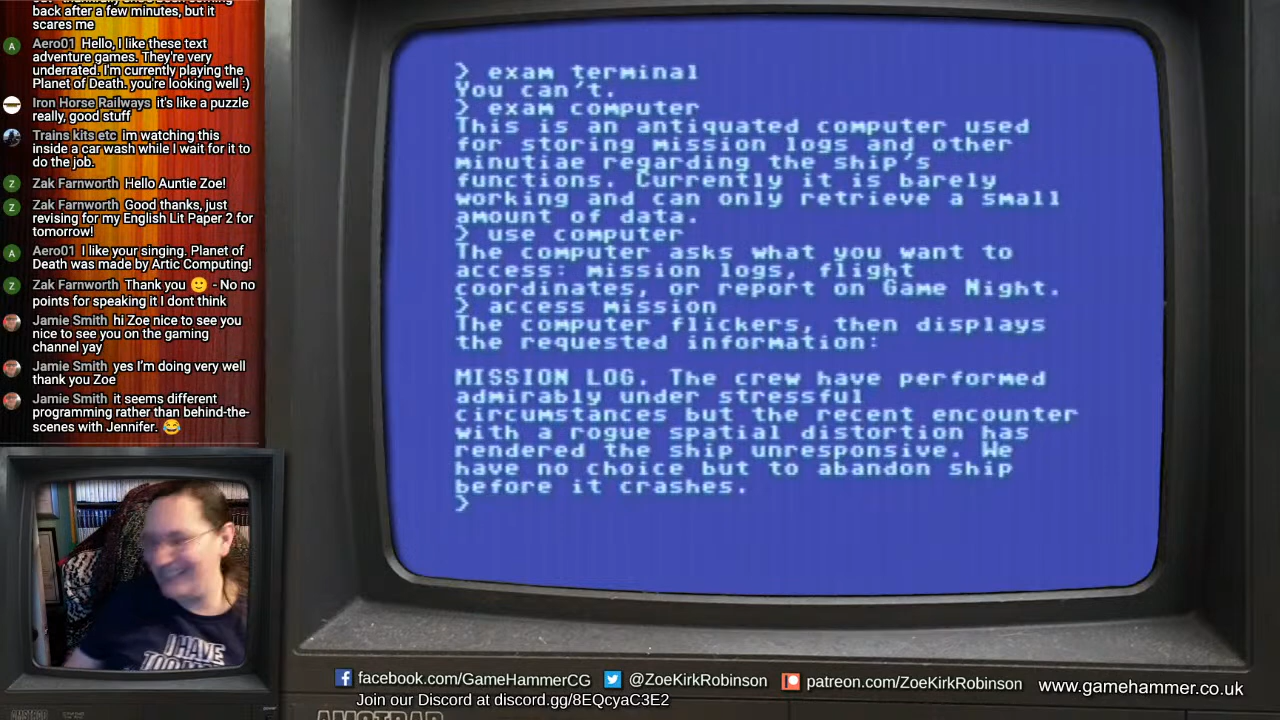 back after a few minutes, but it
scares me
A Aero01 Hello, I like these text
adventure games. They're very
underrated. I'm currently playing the
Planet of Death. you're looking well :)
Iron Horse Railways it's like a puzzle
really, good stuff
Trains kits etc im watching this
inside a car wash while I wait for it to
do the job.
Z Zak Farnworth Hello Auntie Zoe!
Z Zak Farnworth Good thanks, just
revising for my English Lit Paper 2 for
tomorrow!
A Aero01 I like your singing. Planet of
Death was made by Artic Computing!
Z Zak Farnworth Thank you 🙂 - No no
points for speaking it I dont think
Jamie Smith hi Zoe nice to see you
nice to see you on the gaming
channel yay
Jamie Smith yes I'm doing very well
thank you Zoe
Jamie Smith it seems different
programming rather than behind-the-
scenes with Jennifer. 😂
> exam terminal
You can't.
> exam computer
This is an antiquated computer used
for storing mission logs and other
minutiae regarding the ship's
functions. Currently it is barely
working and can only retrieve a small
amount of data.
> use computer
The computer asks what you want to
access: mission logs, flight
coordinates, or report on Game Night.
> access mission
The computer flickers, then displays
the requested information:
MISSION LOG. The crew have performed
admirably under stressful
circumstances but the recent encounter
with a rogue spatial distortion has
rendered the ship unresponsive. We
have no choice but to abandon ship
before it crashes.
>
I HAVE
facebook.com/GameHammerCG @ZoeKirkRobinson patreon.com/ZoeKirkRobinson www.gamehammer.co.uk
Join our Discord at discord.gg/8EQcyaC3E2
AMSTRAD